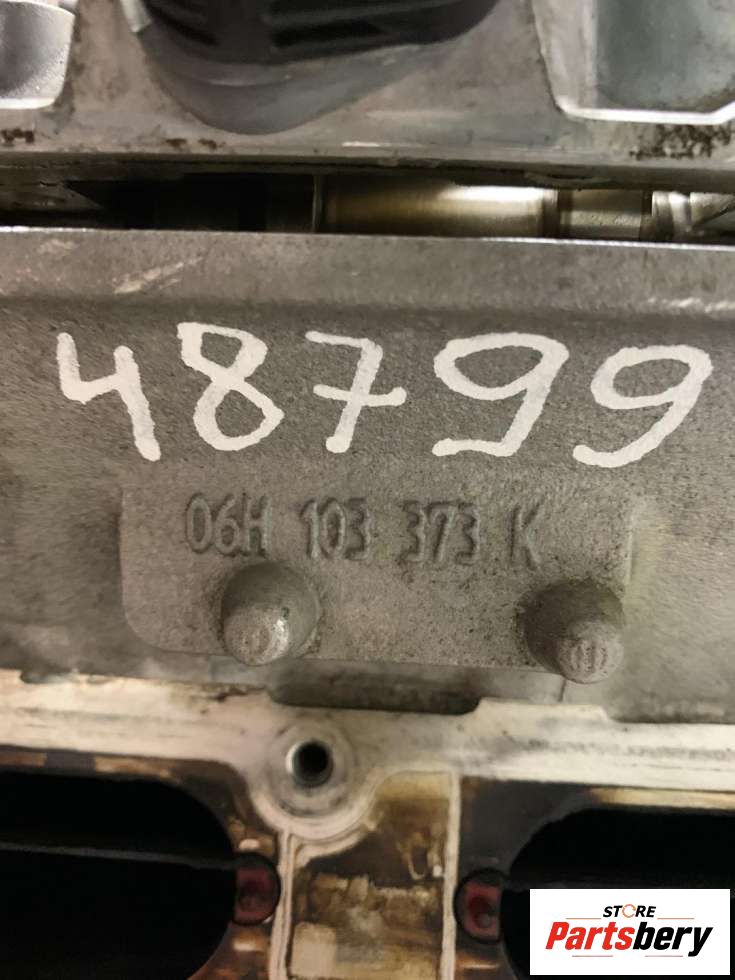 48799
06H 103 373 K
STORE
Partsbery